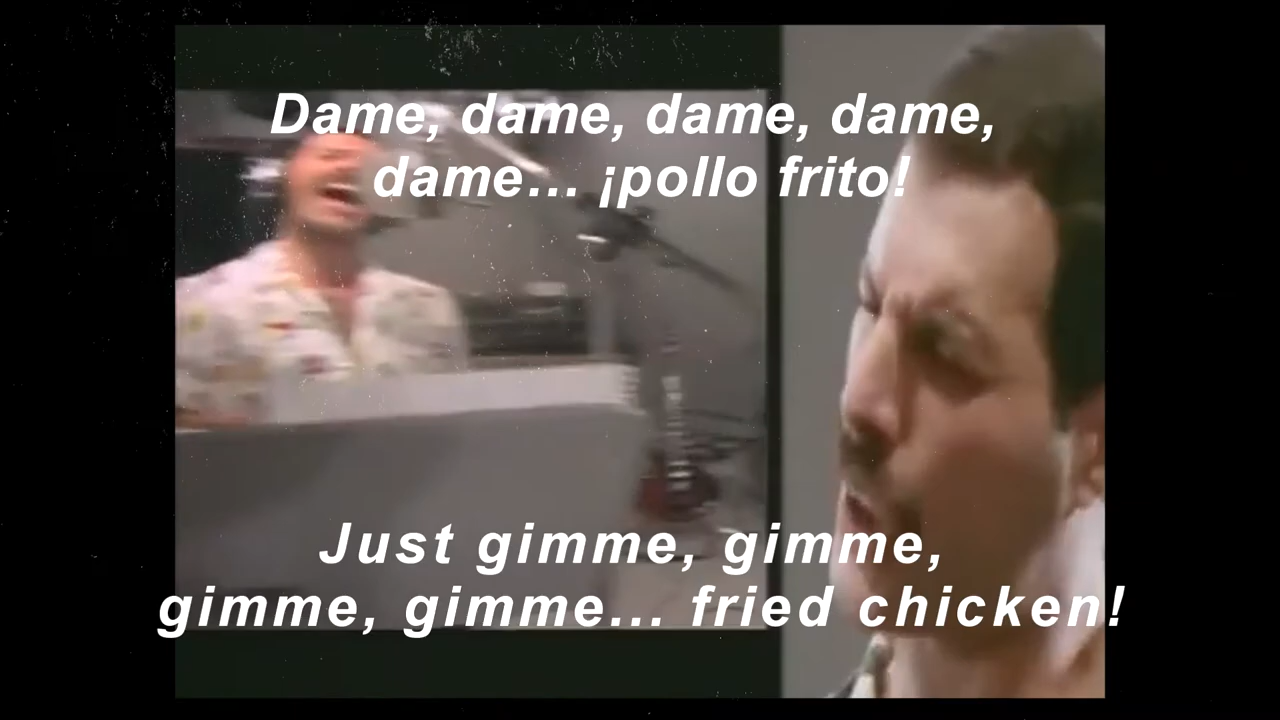 Dame, dame, dame, dame,
dame... ¡pollo frito!
Just gimme, gimme,
gimme, gimme... fried chicken!